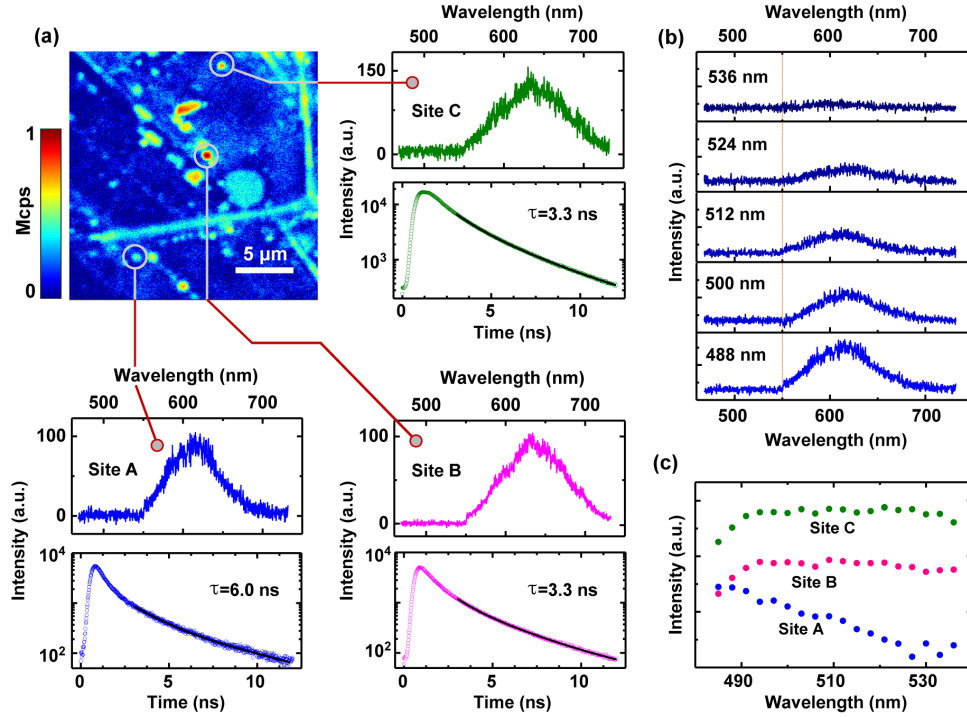 (a)
1
Mcps
0
5 µm
Wavelength (nm)
500 600 700
150
Site C
0
Intensity (a.u.)
10⁴
τ=3.3 ns
10³
0 5 10
Time (ns)
Wavelength (nm)
500 600 700
100
Site A
0
Intensity (a.u.)
10⁴
τ=6.0 ns
10²
0 5 10
Time (ns)
Wavelength (nm)
500 600 700
100
Site B
0
Intensity (a.u.)
10⁴
τ=3.3 ns
10²
0 5 10
Time (ns)
(b)
Wavelength (nm)
500 600 700
536 nm
524 nm
512 nm
500 nm
488 nm
Intensity (a.u.)
500 600 700
Wavelength (nm)
(c)
Site C
Site B
Site A
Intensity (a.u.)
490 510 530
Wavelength (nm)